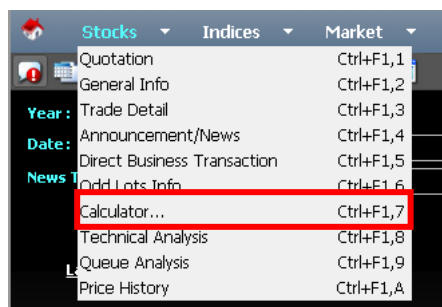 Stocks Indices Market
Quotation Ctrl+F1,1
General Info Ctrl+F1,2
Year: Trade Detail Ctrl+F1,3
Date: Announcement/News Ctrl+F1,4
Direct Business Transaction Ctrl+F1,5
News Odd Lots Info Ctrl+F1,6
Calculator... Ctrl+F1,7
Technical Analysis Ctrl+F1,8
Queue Analysis Ctrl+F1,9
Price History Ctrl+F1,A